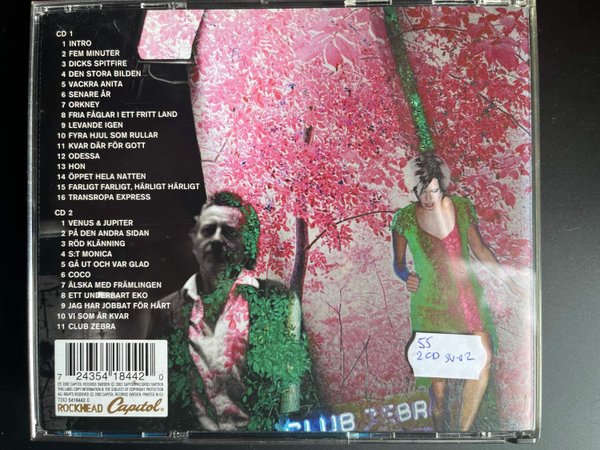 CD 1
1 INTRO
2 FEM MINUTER
3 DICKS SPITFIRE
4 DEN STORA BILDEN
5 VACKRA ANITA
6 SENARE ÅR
7 ORKNEY
8 FRIA FÅGLAR I ETT FRITT LAND
9 LEVANDE IGEN
10 FYRA HJUL SOM RULLAR
11 KVAR DÄR FÖR GOTT
12 ODESSA
13 HON
14 ÖPPET HELA NATTEN
15 FARLIGT FARLIGT, HÄRLIGT HÄRLIGT
16 TRANSROPA EXPRESS
CD 2
1 VENUS & JUPITER
2 PÅ DEN ANDRA SIDAN
3 RÖD KLÄNNING
4 S:T MONICA
5 GÅ UT OCH VAR GLAD
6 COCO
7 ÄLSKA MED FRÄMLINGEN
8 ETT UNDERBART EKO
9 JAG HAR JOBBAT FÖR HÅRT
10 VI SOM ÄR KVAR
11 CLUB ZEBRA
7 24354 18442 0
ROCKHEAD Capitol
55
2CD
CLUB ZEBR